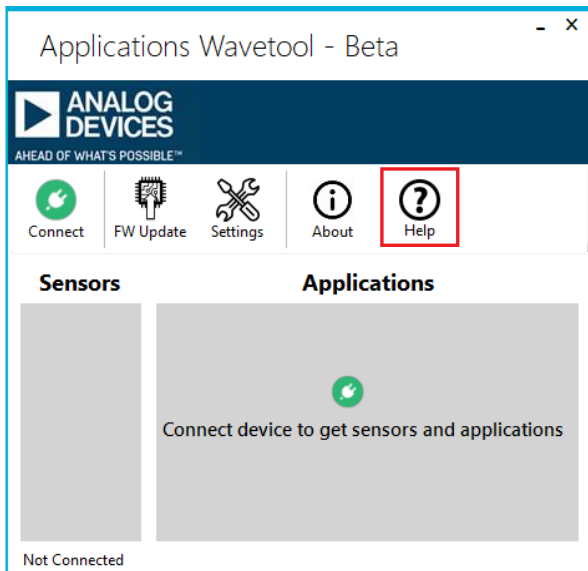 Applications Wavetool - Beta
ANALOG
DEVICES
AHEAD OF WHAT'S POSSIBLE™
Connect
FW Update
Settings
About
Help
Sensors
Applications
Connect device to get sensors and applications
Not Connected